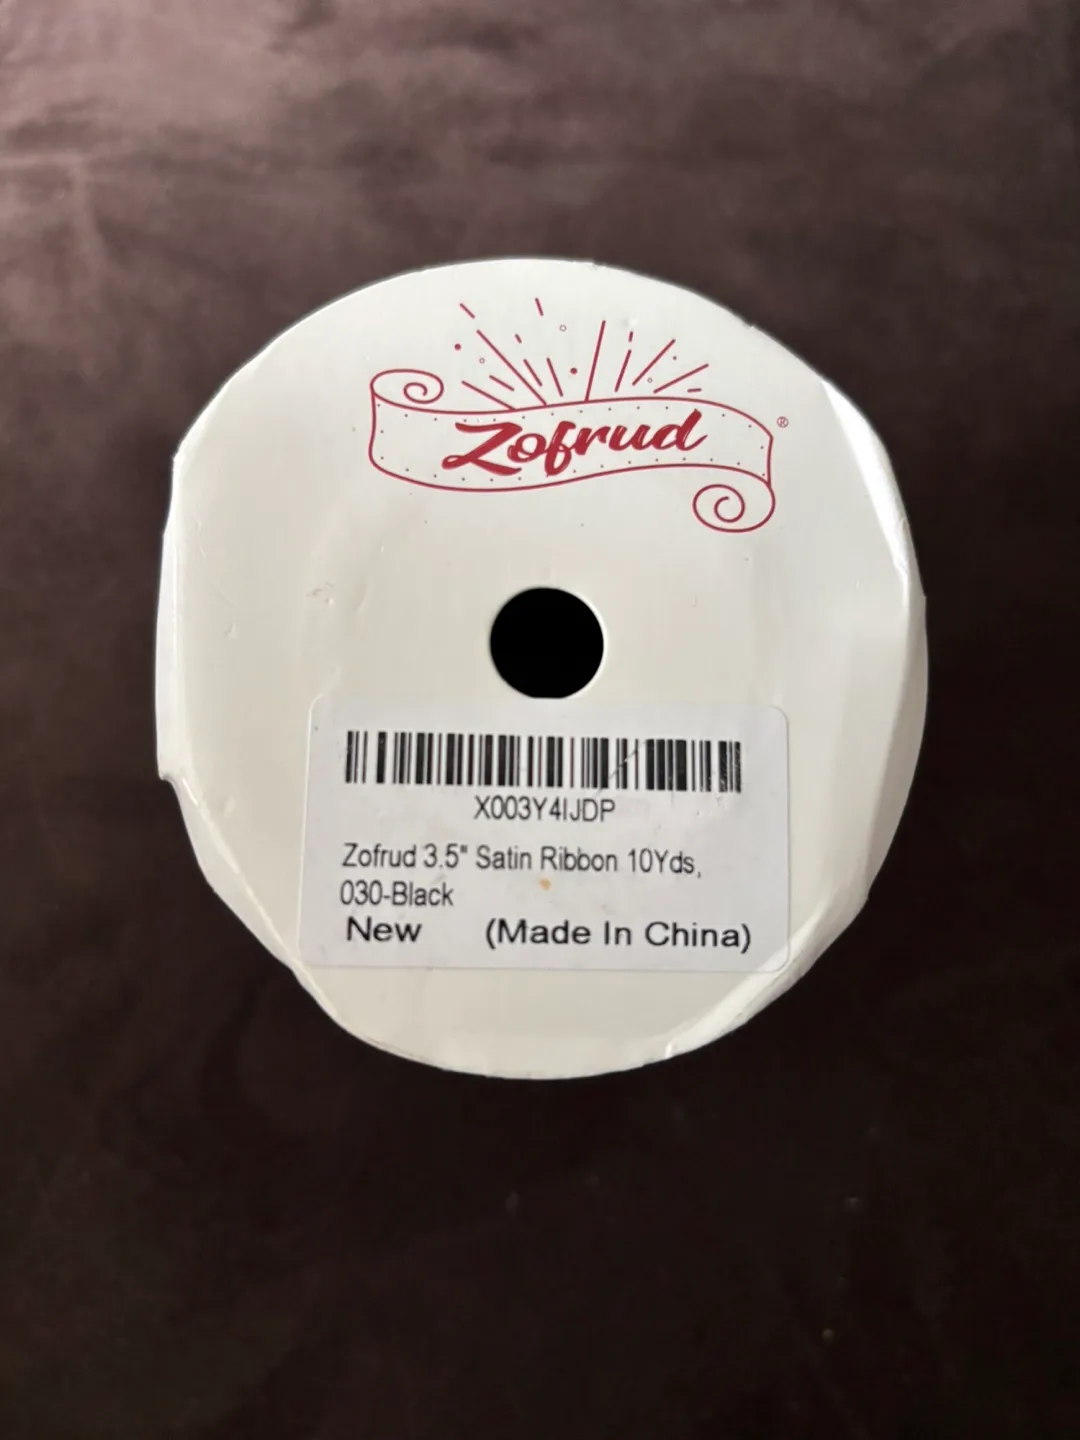 Zofrud ®
X003Y4IJDP
Zofrud 3.5" Satin Ribbon 10Yds,
030-Black
New (Made In China)